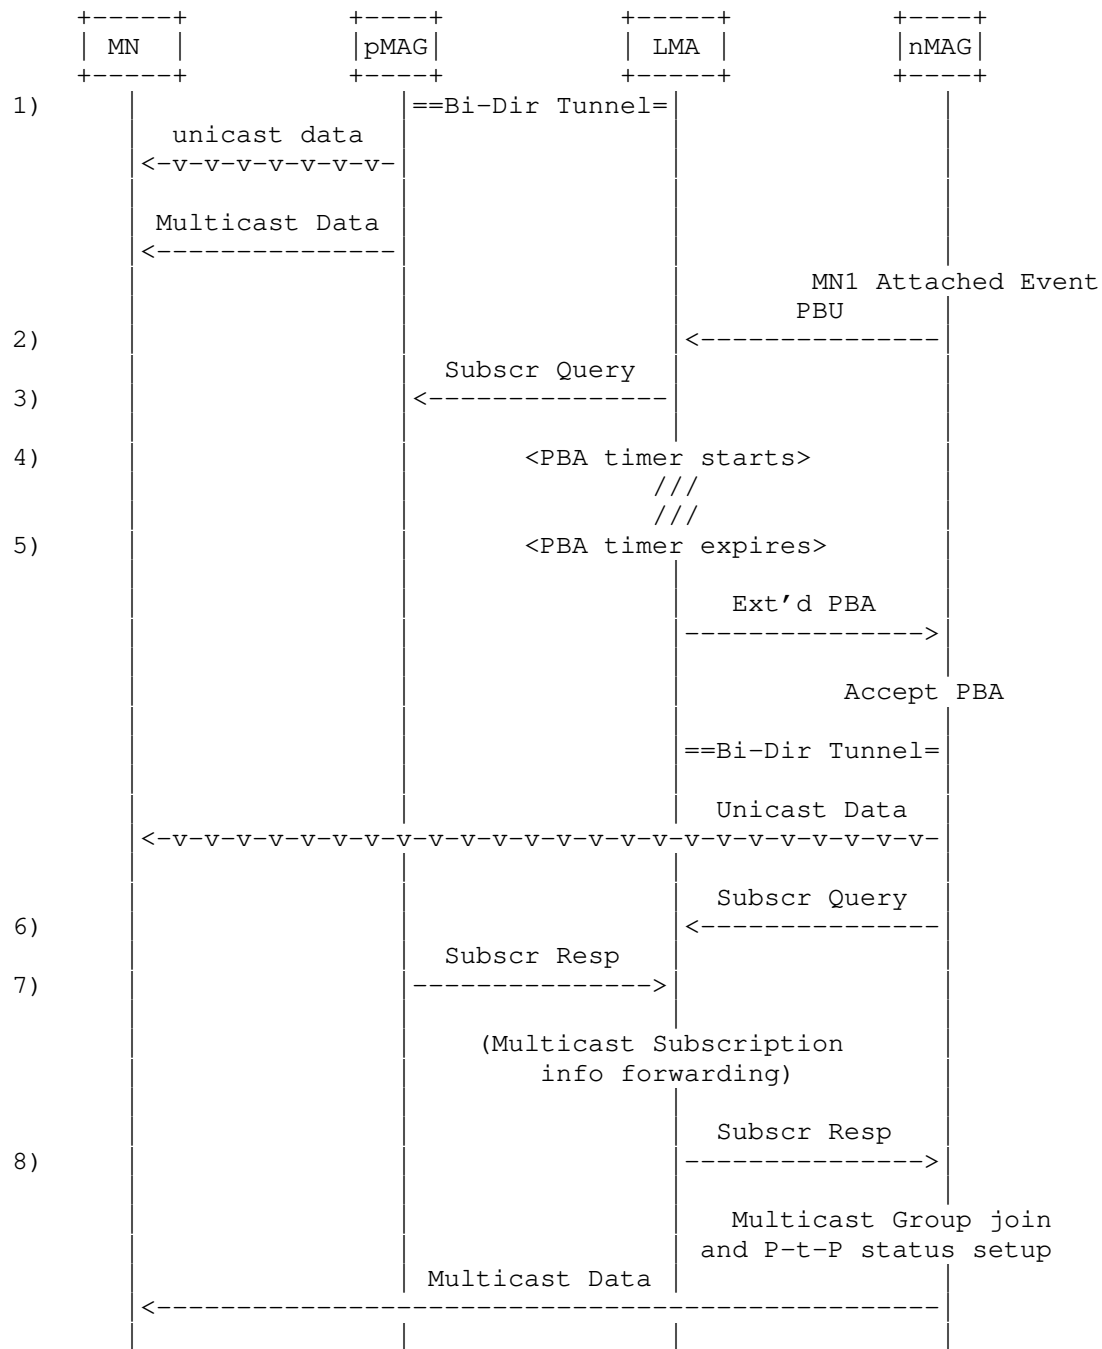 +-----+ +----+ +-----+ +----+
| MN | |pMAG| | LMA | |nMAG|
+-----+ +----+ +-----+ +----+
1) | |==Bi-Dir Tunnel=| |
| unicast data | | |
|<-v-v-v-v-v-v-v-| | |
| | | |
| Multicast Data | | |
|<---------------| | |
| | | MN1 Attached Event
| | | PBU |
2) | | |<---------------|
| | Subscr Query | |
3) | |<---------------| |
| | | |
4) | | <PBA timer starts> |
| | /// |
| | /// |
5) | | <PBA timer expires> |
| | | |
| | | Ext'd PBA |
| | |--------------->|
| | | |
| | | Accept PBA
| | | |
| | |==Bi-Dir Tunnel=|
| | | |
| | | Unicast Data |
|<-v-v-v-v-v-v-v-v-v-v-v-v-v-v-v-v-v-v-v-v-v-v-v-v-|
| | | |
| | | Subscr Query |
6) | | |<---------------|
| | Subscr Resp | |
7) | |--------------->| |
| | | |
| | (Multicast Subscription |
| | info forwarding) |
| | | |
| | | Subscr Resp |
8) | | |--------------->|
| | | |
| | | Multicast Group join
| | | and P-t-P status setup
| | Multicast Data | |
|<-------------------------------------------------|
| | | |